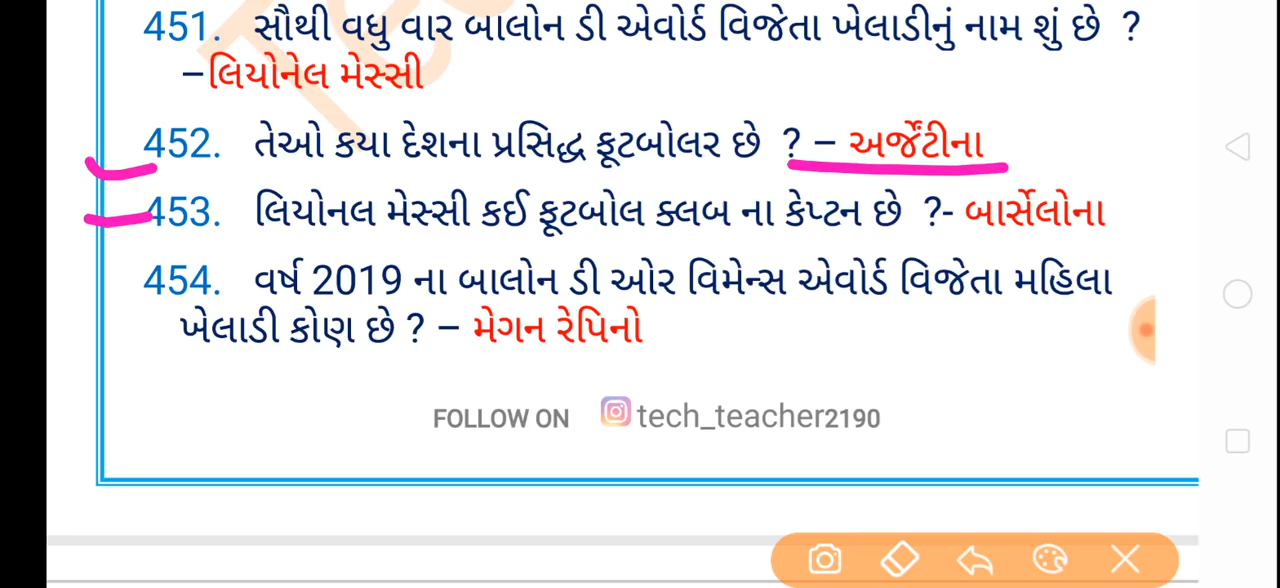 451. સૌથી વધુ વાર બાલોન ડી એવોર્ડ વિજેતા ખેલાડીનું નામ શું છે ?
–લિયોનેલ મેસ્સી
452. તેઓ કયા દેશના પ્રસિદ્ધ ફૂટબોલર છે ? – અર્જેંટીના
453. લિયોનલ મેસ્સી કઈ ફૂટબોલ ક્લબ ના કેપ્ટન છે ?- બાર્સેલોના
454. વર્ષ 2019 ના બાલોન ડી ઓર વિમેન્સ એવોર્ડ વિજેતા મહિલા
ખેલાડી કોણ છે ? – મેગન રેપિનો
FOLLOW ON tech_teacher2190